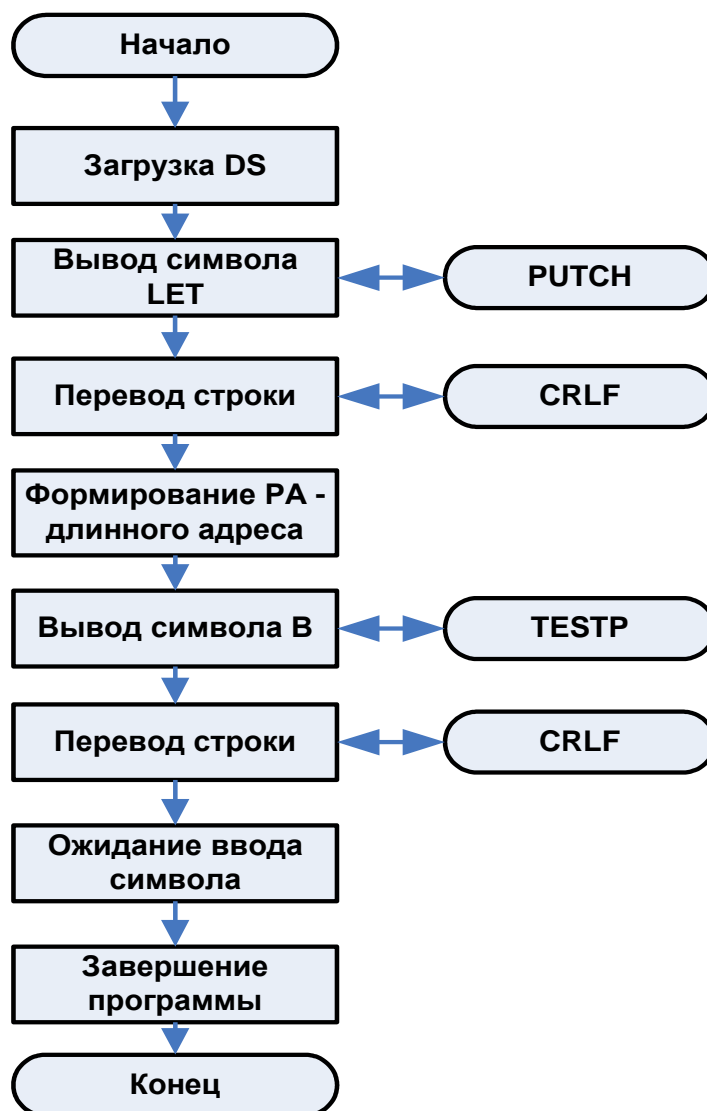 Начало
Загрузка DS
Вывод символа
LET
PUTCH
Перевод строки
CRLF
Формирование PA -
длинного адреса
Вывод символа B
TESTP
Перевод строки
CRLF
Ожидание ввода
символа
Завершение
программы
Конец